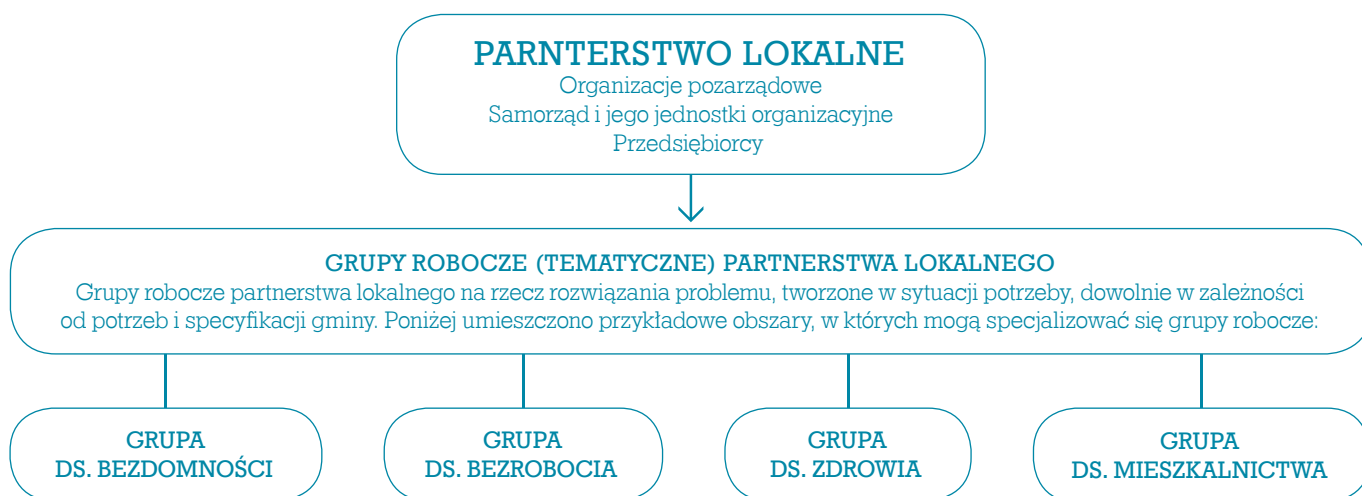 PARNTERSTWO LOKALNE
Organizacje pozarządowe
Samorząd i jego jednostki organizacyjne
Przedsiębiorcy
GRUPY ROBOCZE (TEMATYCZNE) PARTNERSTWA LOKALNEGO
Grupy robocze partnerstwa lokalnego na rzecz rozwiązania problemu, tworzone w sytuacji potrzeby, dowolnie w zależności
od potrzeb i specyfikacji gminy. Poniżej umieszczono przykładowe obszary, w których mogą specjalizować się grupy robocze:
GRUPA
DS. BEZDOMNOŚCI
GRUPA
DS. BEZROBOCIA
GRUPA
DS. ZDROWIA
GRUPA
DS. MIESZKALNICTWA